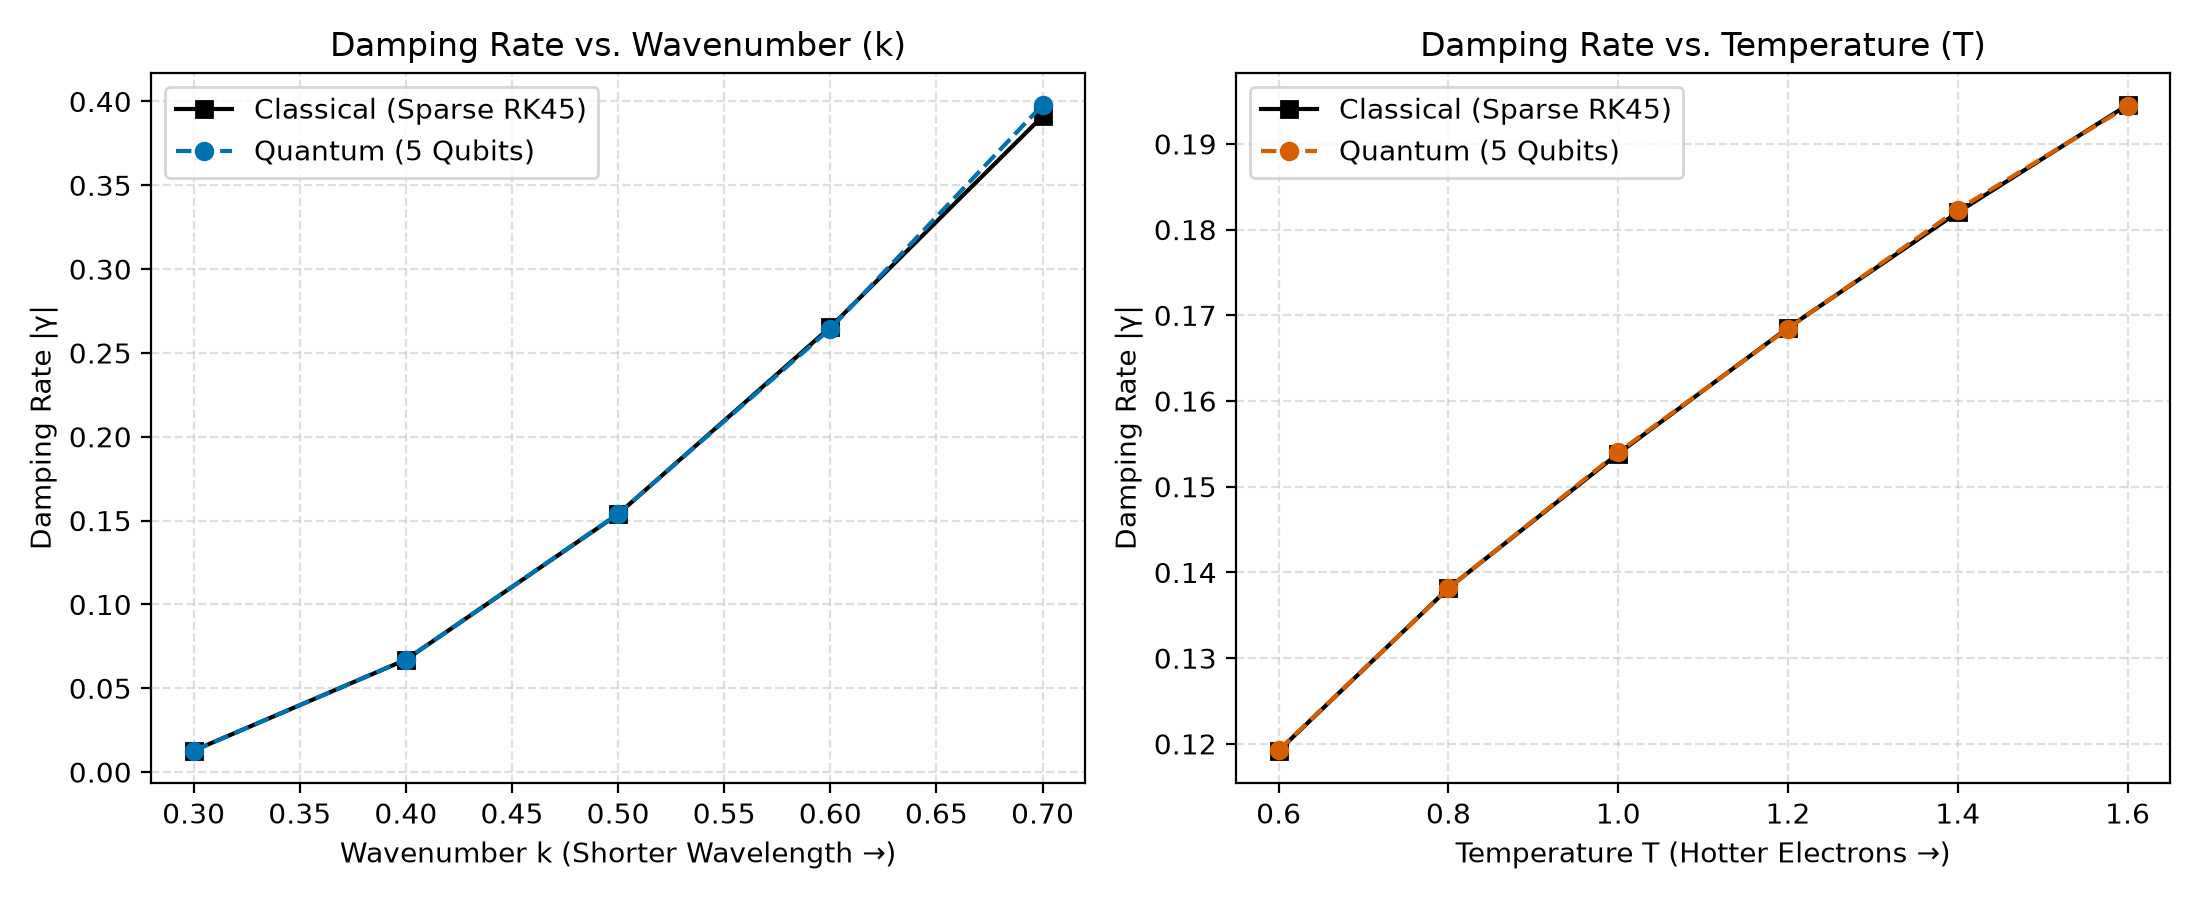 Damping Rate vs. Wavenumber (k)
Classical (Sparse RK45)
Quantum (5 Qubits)
Damping Rate |γ|
0.40
0.35
0.30
0.25
0.20
0.15
0.10
0.05
0.00
0.30 0.35 0.40 0.45 0.50 0.55 0.60 0.65 0.70
Wavenumber k (Shorter Wavelength →)
Damping Rate vs. Temperature (T)
Classical (Sparse RK45)
Quantum (5 Qubits)
Damping Rate |γ|
0.19
0.18
0.17
0.16
0.15
0.14
0.13
0.12
0.6 0.8 1.0 1.2 1.4 1.6
Temperature T (Hotter Electrons →)